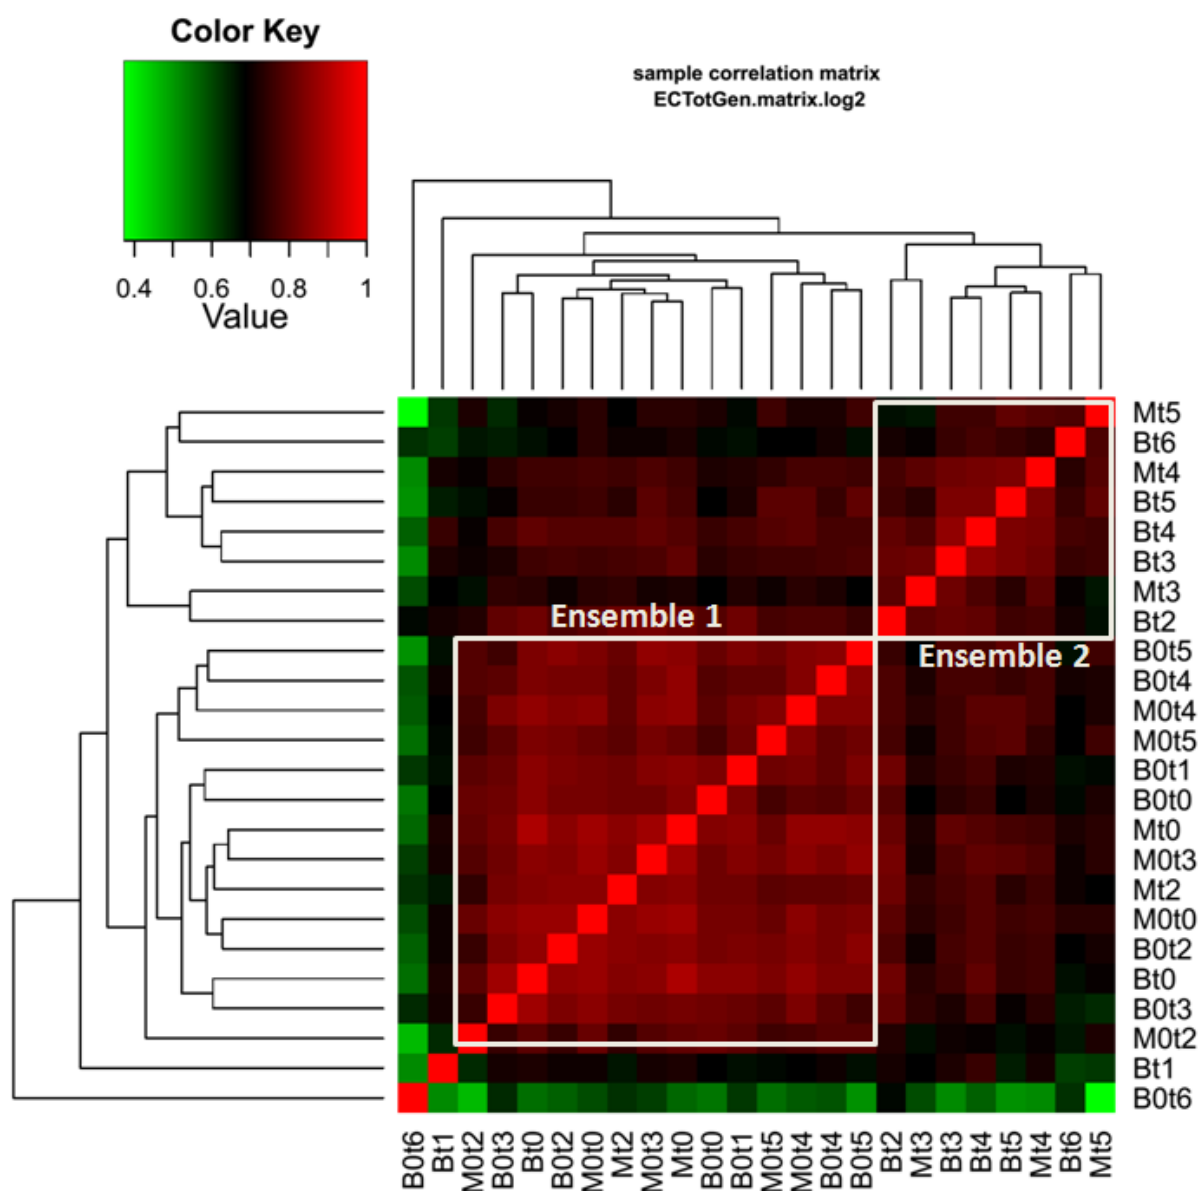 Color Key
sample correlation matrix
ECTotGen.matrix.log2
0.4 0.6 0.8 1
Value
Mt5
Bt6
Mt4
Bt5
Bt4
Bt3
Mt3
Bt2
Ensemble 1
B0t5
Ensemble 2
B0t4
M0t4
M0t5
B0t1
B0t0
Mt0
M0t3
Mt2
M0t0
B0t2
Bt0
B0t3
M0t2
Bt1
B0t6
B0t6 Bt1 M0t2 B0t3 Bt0 B0t2 M0t0 Mt2 M0t3 Mt0 B0t0 B0t1 M0t5 M0t4 B0t4 B0t5 Bt2 Mt3 Bt3 Bt4 Bt5 Mt4 Bt6 Mt5